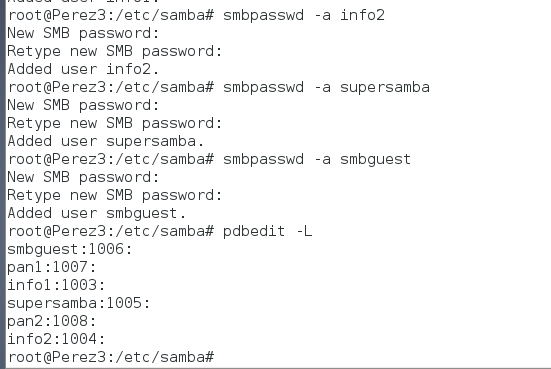 Added user info1.
root@Perez3:/etc/samba# smbpasswd -a info2
New SMB password:
Retype new SMB password:
Added user info2.
root@Perez3:/etc/samba# smbpasswd -a supersamba
New SMB password:
Retype new SMB password:
Added user supersamba.
root@Perez3:/etc/samba# smbpasswd -a smbguest
New SMB password:
Retype new SMB password:
Added user smbguest.
root@Perez3:/etc/samba# pdbedit -L
smbguest:1006:
pan1:1007:
info1:1003:
supersamba:1005:
pan2:1008:
info2:1004:
root@Perez3:/etc/samba#